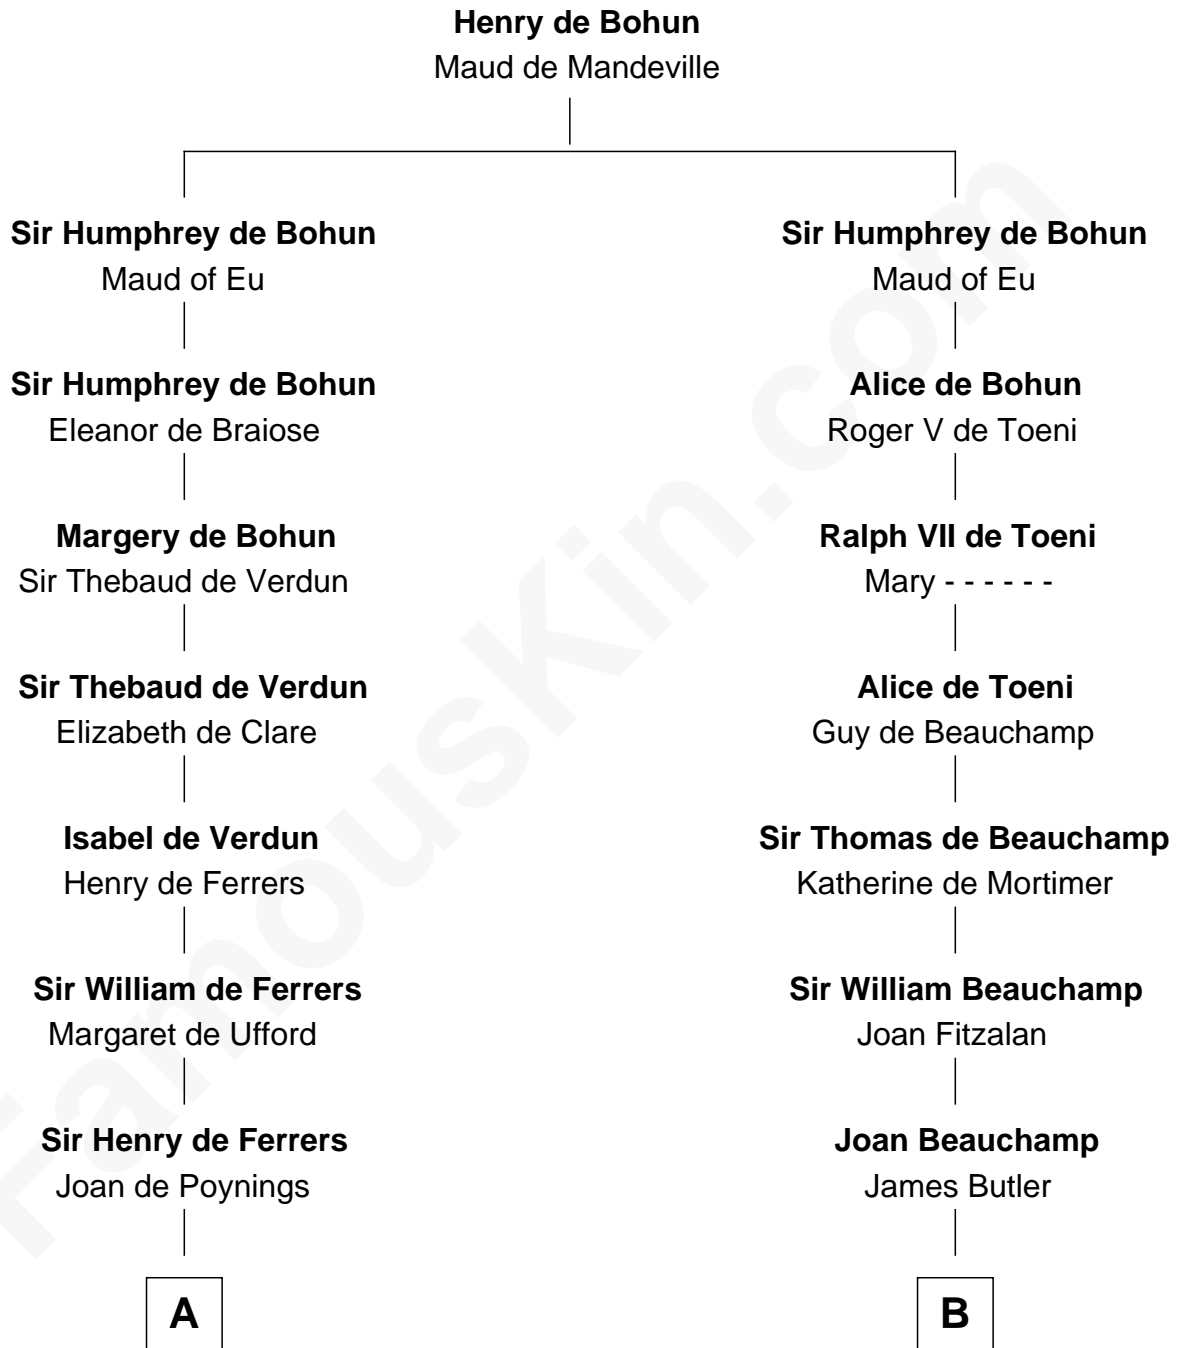 Henry de Bohun
Maud de Mandeville
Sir Humphrey de Bohun
Maud of Eu
Sir Humphrey de Bohun
Maud of Eu
Sir Humphrey de Bohun
Eleanor de Braiose
Alice de Bohun
Roger V de Toeni
Margery de Bohun
Sir Thebaud de Verdun
Ralph VII de Toeni
Mary - - - - - -
Sir Thebaud de Verdun
Elizabeth de Clare
Alice de Toeni
Guy de Beauchamp
Isabel de Verdun
Henry de Ferrers
Sir Thomas de Beauchamp
Katherine de Mortimer
Sir William de Ferrers
Margaret de Ufford
Sir William Beauchamp
Joan Fitzalan
Sir Henry de Ferrers
Joan de Poynings
Joan Beauchamp
James Butler
A
B
FamousKin.com